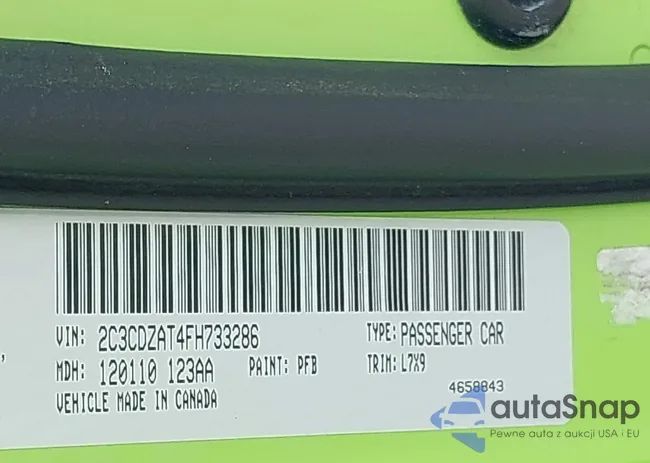 VIN: 2C3CDZAT4FH733286 TYPE: PASSENGER CAR
MDH: 120110 123AA PAINT: PFB TRIM: L7X9
VEHICLE MADE IN CANADA 4658843
autaSnap
Pewne auta z aukcji USA i EU